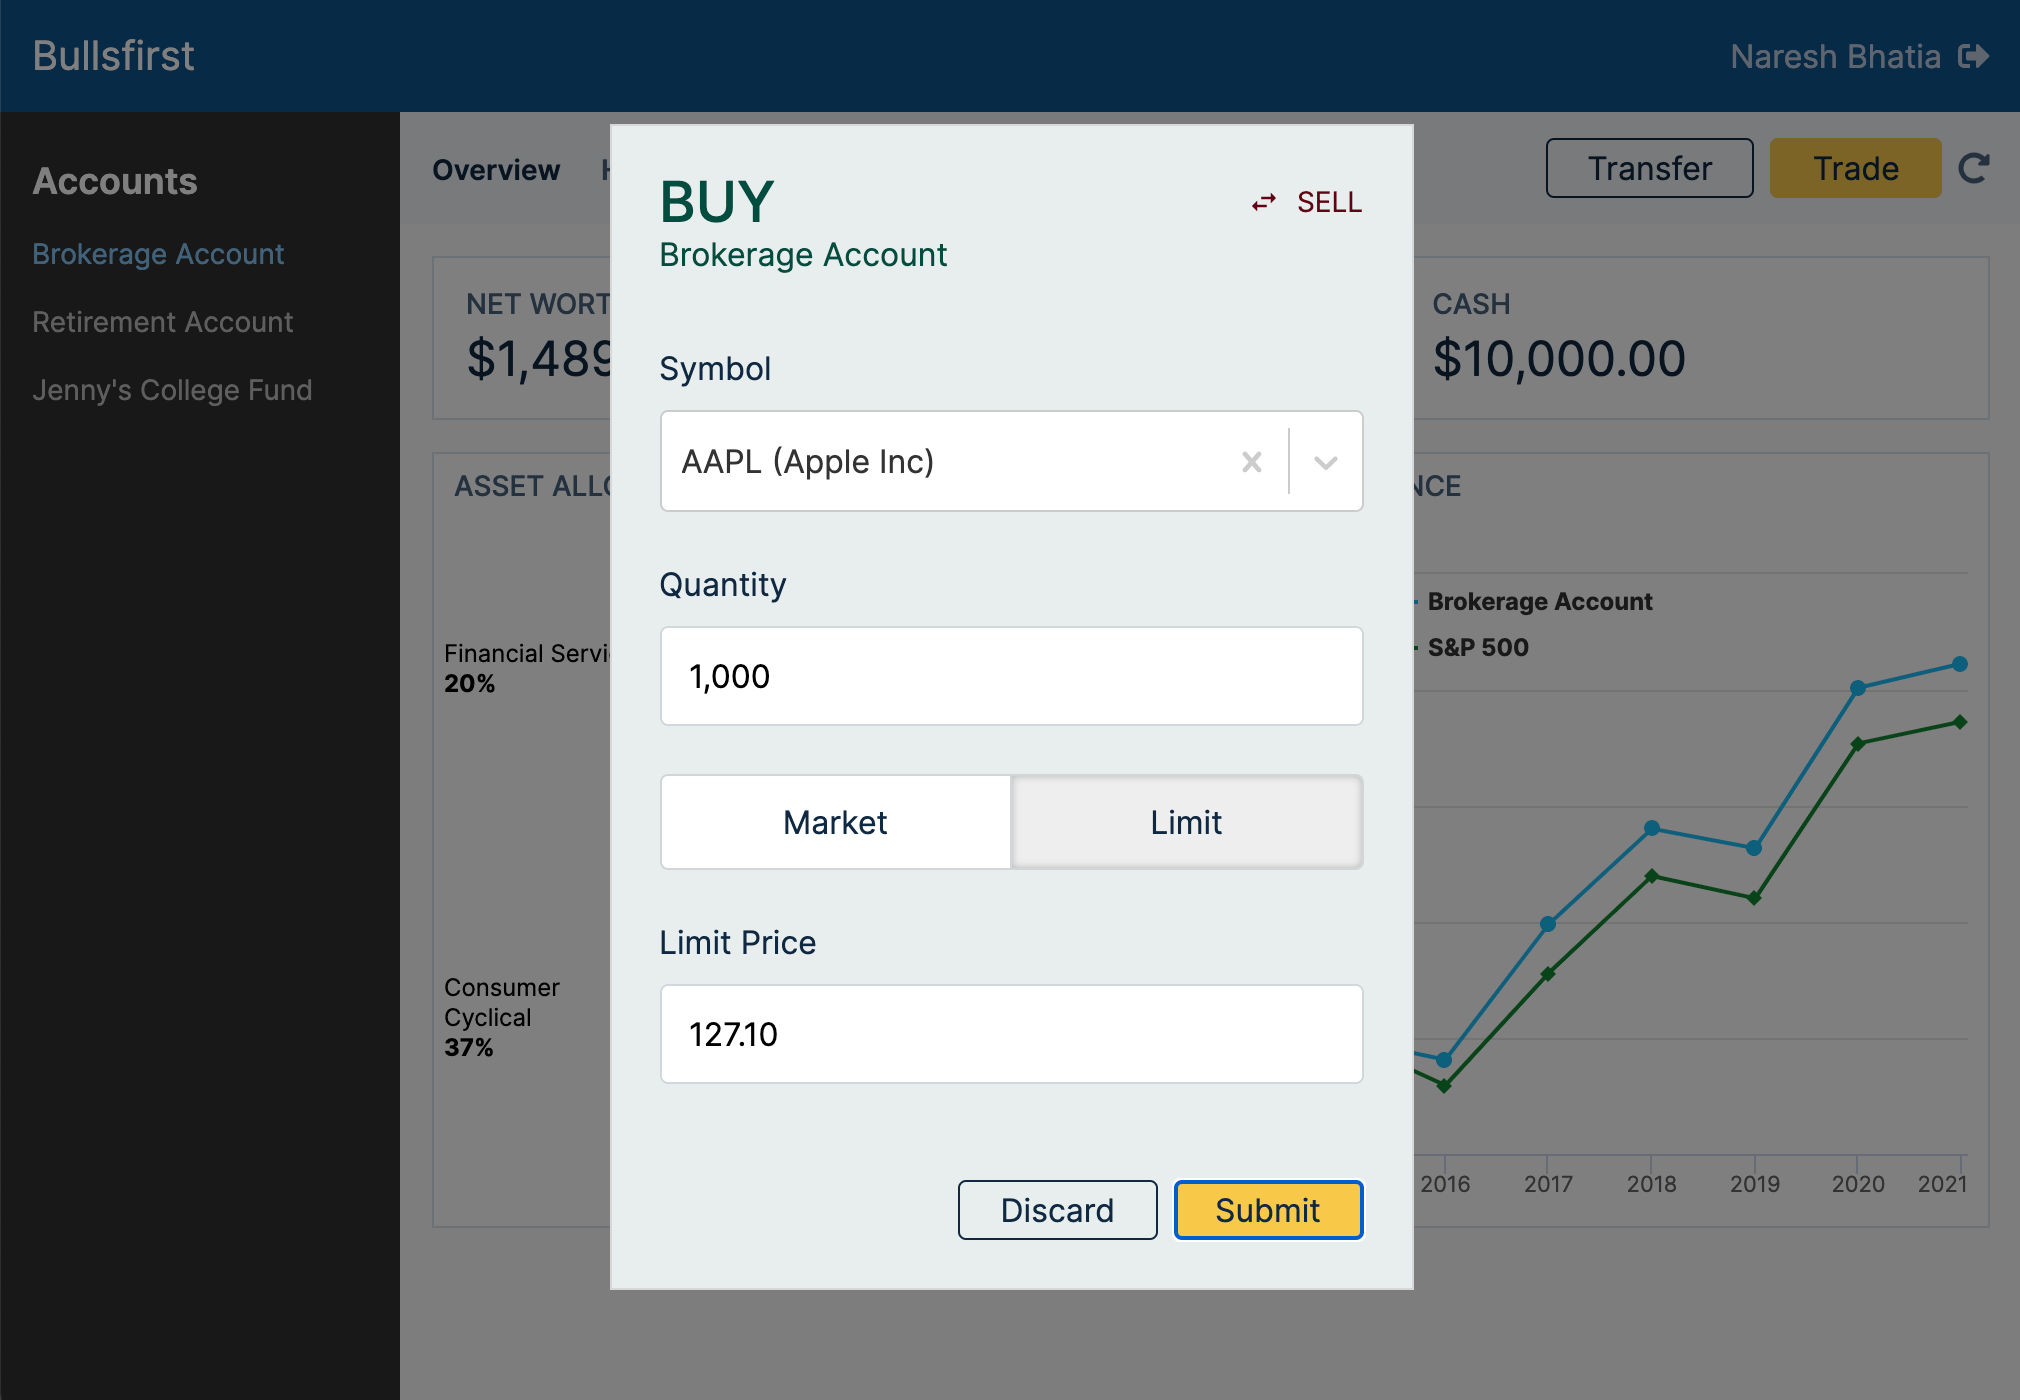 Bullsfirst
Naresh Bhatia
Accounts
Brokerage Account
Retirement Account
Jenny's College Fund
Overview
Transfer
Trade
NET WORT
$1,489
CASH
$10,000.00
ASSET ALLO
NCE
Financial Servi
20%
Consumer
Cyclical
37%
Brokerage Account
S&P 500
2016 2017 2018 2019 2020 2021
BUY
SELL
Brokerage Account
Symbol
AAPL (Apple Inc)
Quantity
1,000
Market
Limit
Limit Price
127.10
Discard
Submit